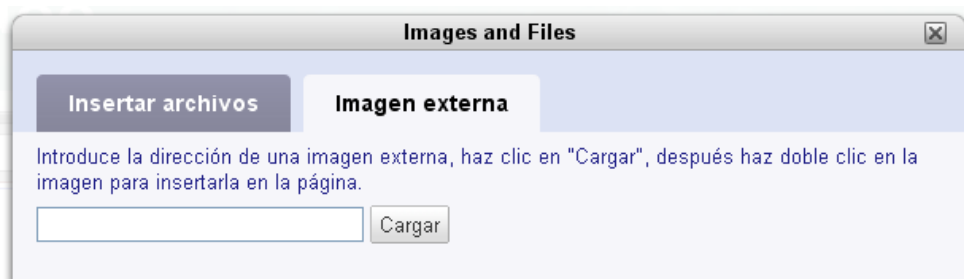 Images and Files
Insertar archivos
Imagen externa
Introduce la dirección de una imagen externa, haz clic en "Cargar", después haz doble clic en la
imagen para insertarla en la página.
Cargar